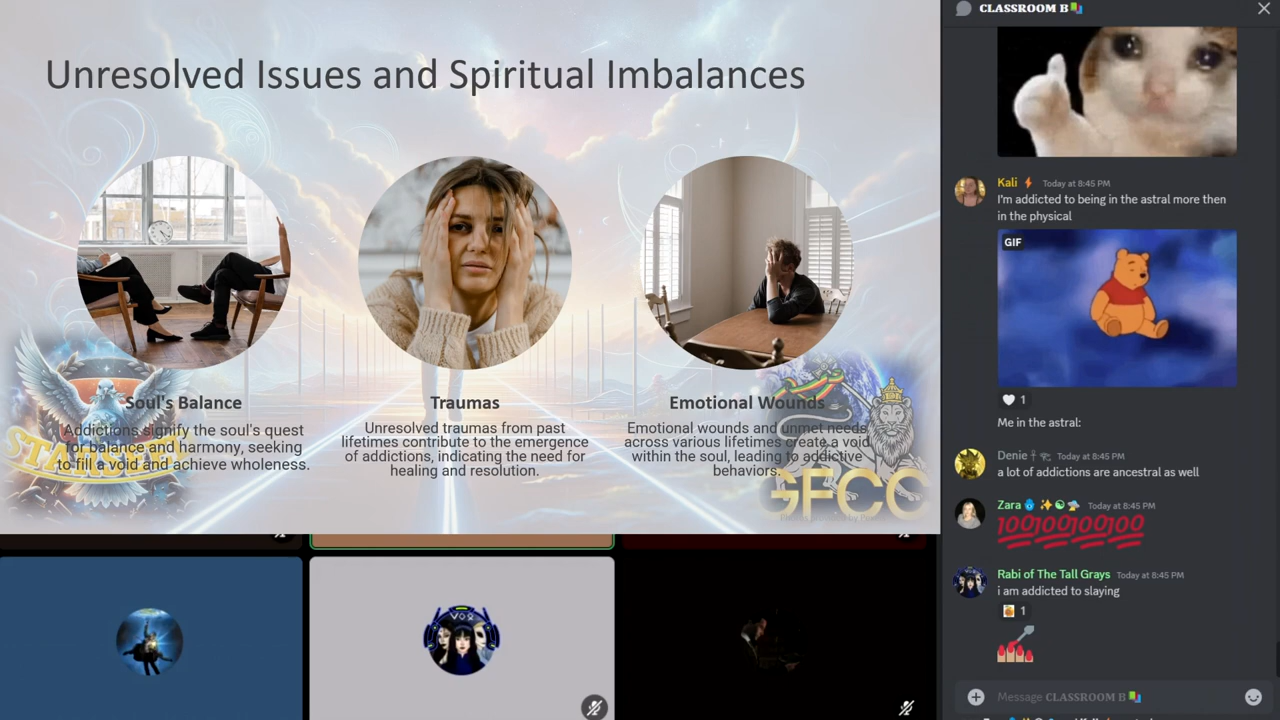 Unresolved Issues and Spiritual Imbalances
Soul's Balance
Addictions signify the soul's quest
for balance and harmony, seeking
to fill a void and achieve wholeness.
Traumas
Unresolved traumas from past
lifetimes contribute to the emergence
of addictions, indicating the need for
healing and resolution.
Emotional Wounds
Emotional wounds and unmet needs
across various lifetimes create a void
within the soul, leading to addictive
behaviors.
GFCC
VOX
CLASSROOM B
Kali Today at 8:45 PM
I'm addicted to being in the astral more then
in the physical
GIF
1
Me in the astral:
Denie Today at 8:45 PM
a lot of addictions are ancestral as well
Zara Today at 8:45 PM
100100100100
Rabi of The Tall Grays Today at 8:45 PM
i am addicted to slaying
1
Message CLASSROOM B